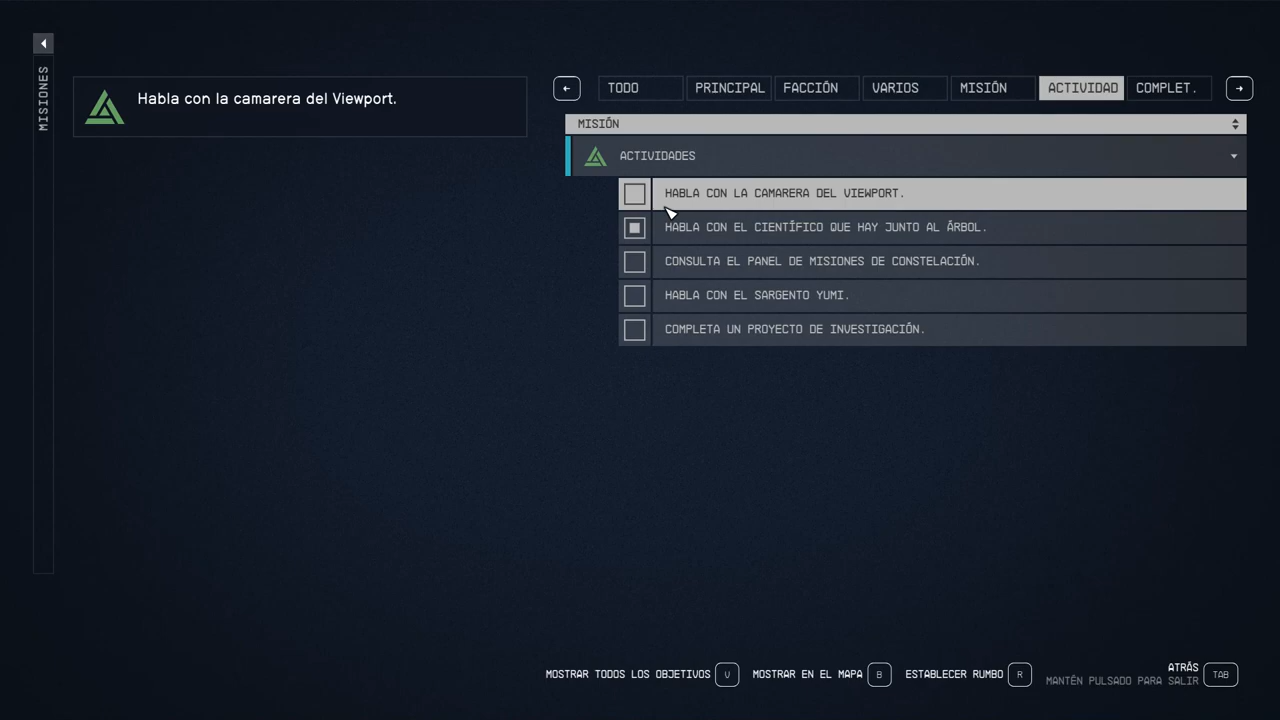 MISIONES
Habla con la camarera del Viewport.
TODO
PRINCIPAL
FACCIÓN
VARIOS
MISIÓN
ACTIVIDAD
COMPLET.
MISIÓN
ACTIVIDADES
HABLA CON LA CAMARERA DEL VIEWPORT.
HABLA CON EL CIENTÍFICO QUE HAY JUNTO AL ÁRBOL.
CONSULTA EL PANEL DE MISIONES DE CONSTELACIÓN.
HABLA CON EL SARGENTO YUMI.
COMPLETA UN PROYECTO DE INVESTIGACIÓN.
MOSTRAR TODOS LOS OBJETIVOS V
MOSTRAR EN EL MAPA B
ESTABLECER RUMBO R
ATRÁS
MANTÉN PULSADO PARA SALIR
TAB